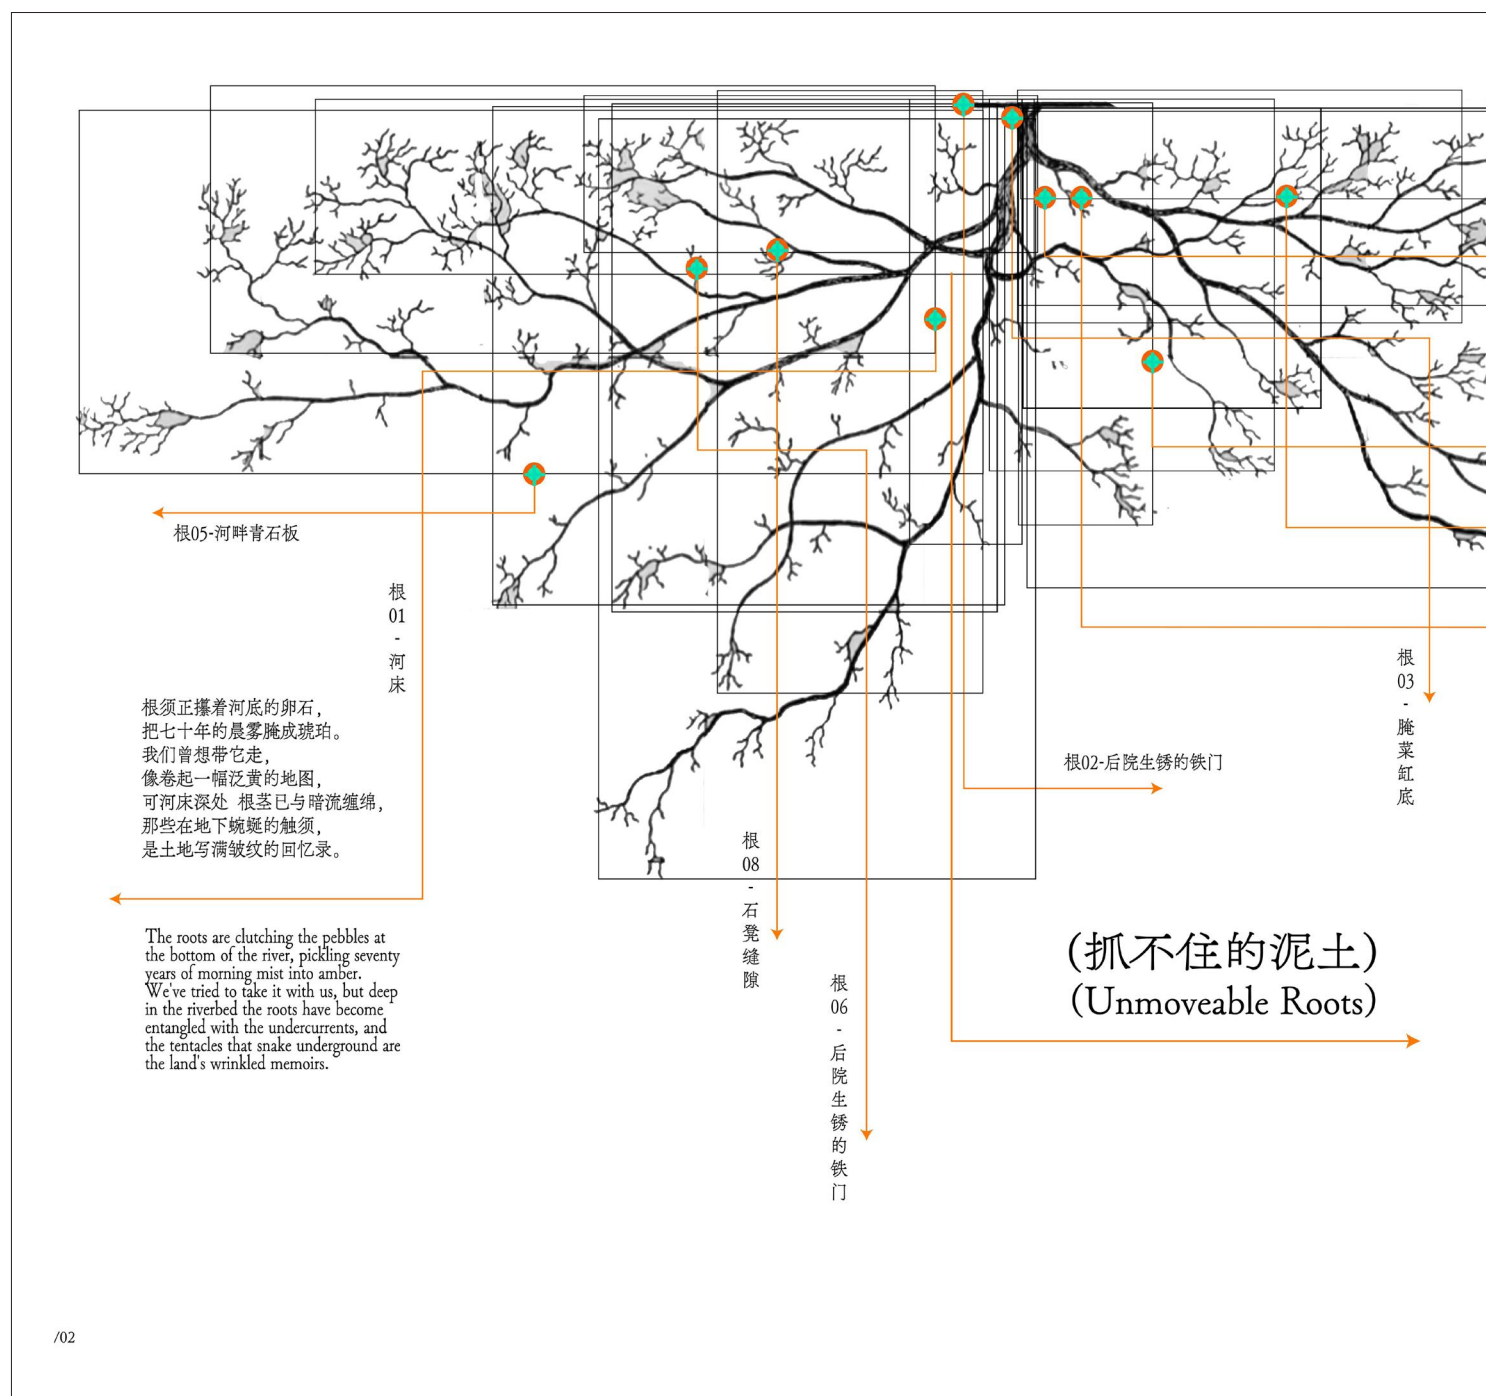 根05-河畔青石板
根01-河床
根须正攥着河底的卵石，
把七十年的晨雾腌成琥珀。
我们曾想带它走，
像卷起一幅泛黄的地图，
可河床深处 根茎已与暗流缠绵，
那些在地下蜿蜒的触须，
是土地写满皱纹的回忆录。
The roots are clutching the pebbles at
the bottom of the river, pickling seventy
years of morning mist into amber.
We've tried to take it with us, but deep
in the riverbed the roots have become
entangled with the undercurrents, and
the tentacles that snake underground are
the land's wrinkled memoirs.
根08-石凳缝隙
根06-后院生锈的铁门
根02-后院生锈的铁门
根03-腌菜缸底
(抓不住的泥土)
(Unmoveable Roots)
/02